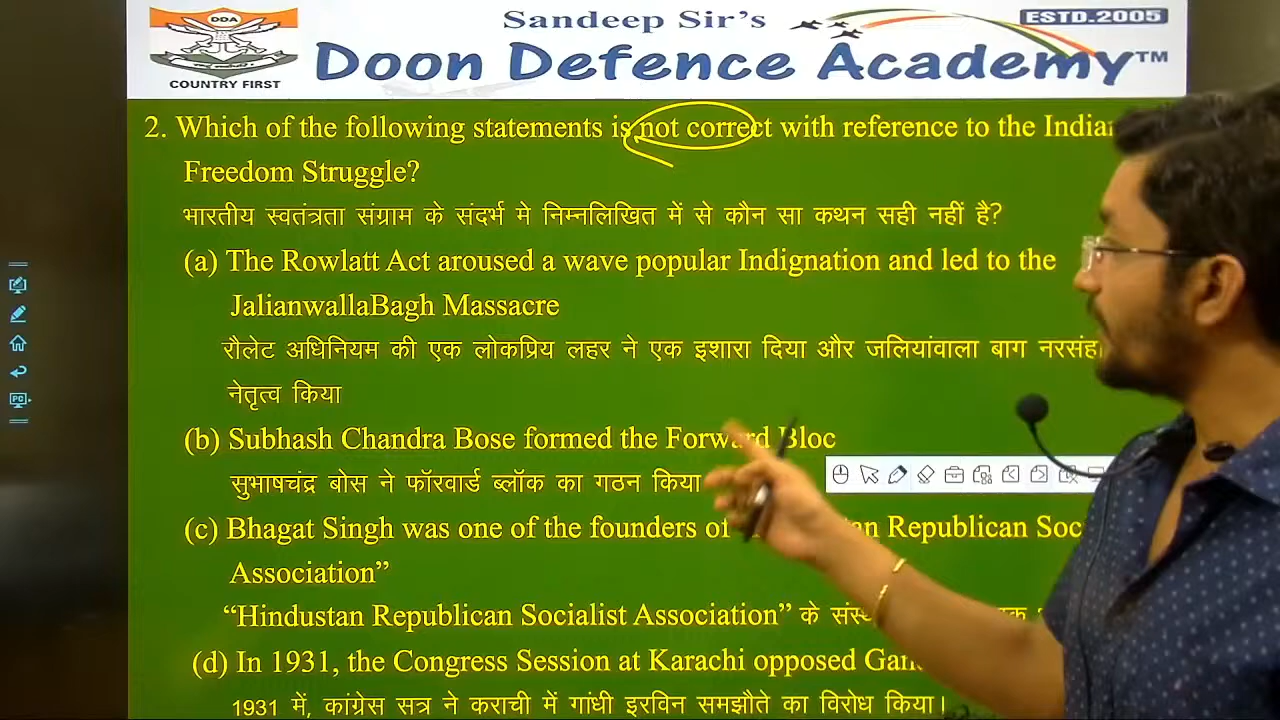 DDA
COUNTRY FIRST
Sandeep Sir's
ESTD.2005
Doon Defence Academy™
2. Which of the following statements is not correct with reference to the Indian
Freedom Struggle?
भारतीय स्वतंत्रता संग्राम के संदर्भ मे निम्नलिखित में से कौन सा कथन सही नहीं है?
(a) The Rowlatt Act aroused a wave popular Indignation and led to the
JalianwallaBagh Massacre
रौलेट अधिनियम की एक लोकप्रिय लहर ने एक इशारा दिया और जलियांवाला बाग
नेतृत्व किया
(b) Subhash Chandra Bose formed the Forward Bloc
सुभाषचंद्र बोस ने फॉरवार्ड ब्लॉक का गठन किया
(c) Bhagat Singh was one of the founders of Republican
Association”
“Hindustan Republican Socialist Association” के
(d) In 1931, the Congress Session at Karachi opposed
1931 में, कांग्रेस सत्र ने कराची में गांधी इरविन समझौते का विरोध किया।